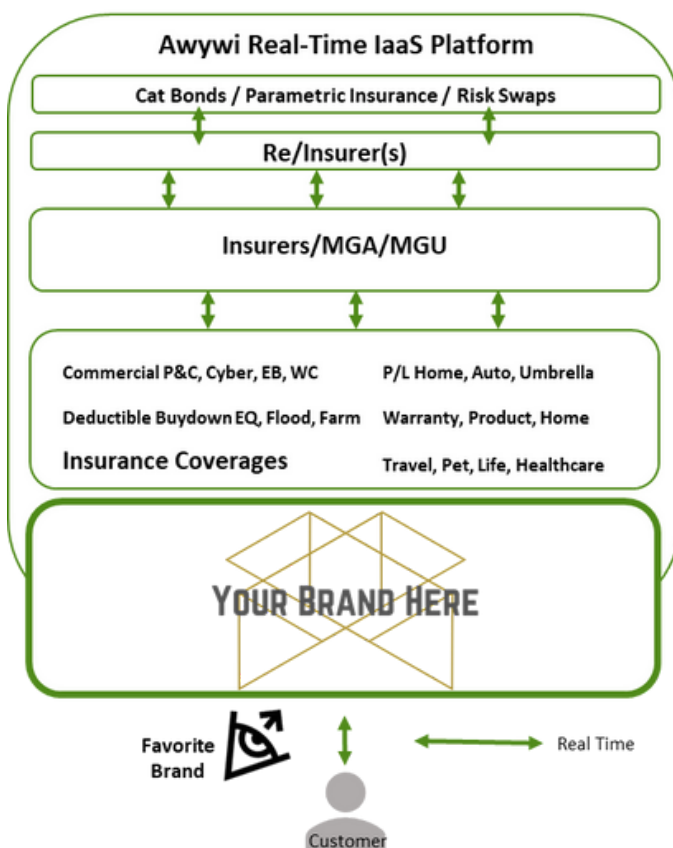 Awywi Real-Time IaaS Platform
Cat Bonds / Parametric Insurance / Risk Swaps
Re/Insurer(s)
Insurers/MGA/MGU
Commercial P&C, Cyber, EB, WC
P/L Home, Auto, Umbrella
Deductible Buydown EQ, Flood, Farm
Warranty, Product, Home
Insurance Coverages
Travel, Pet, Life, Healthcare
YOUR BRAND HERE
Favorite
Brand
Real Time
Customer